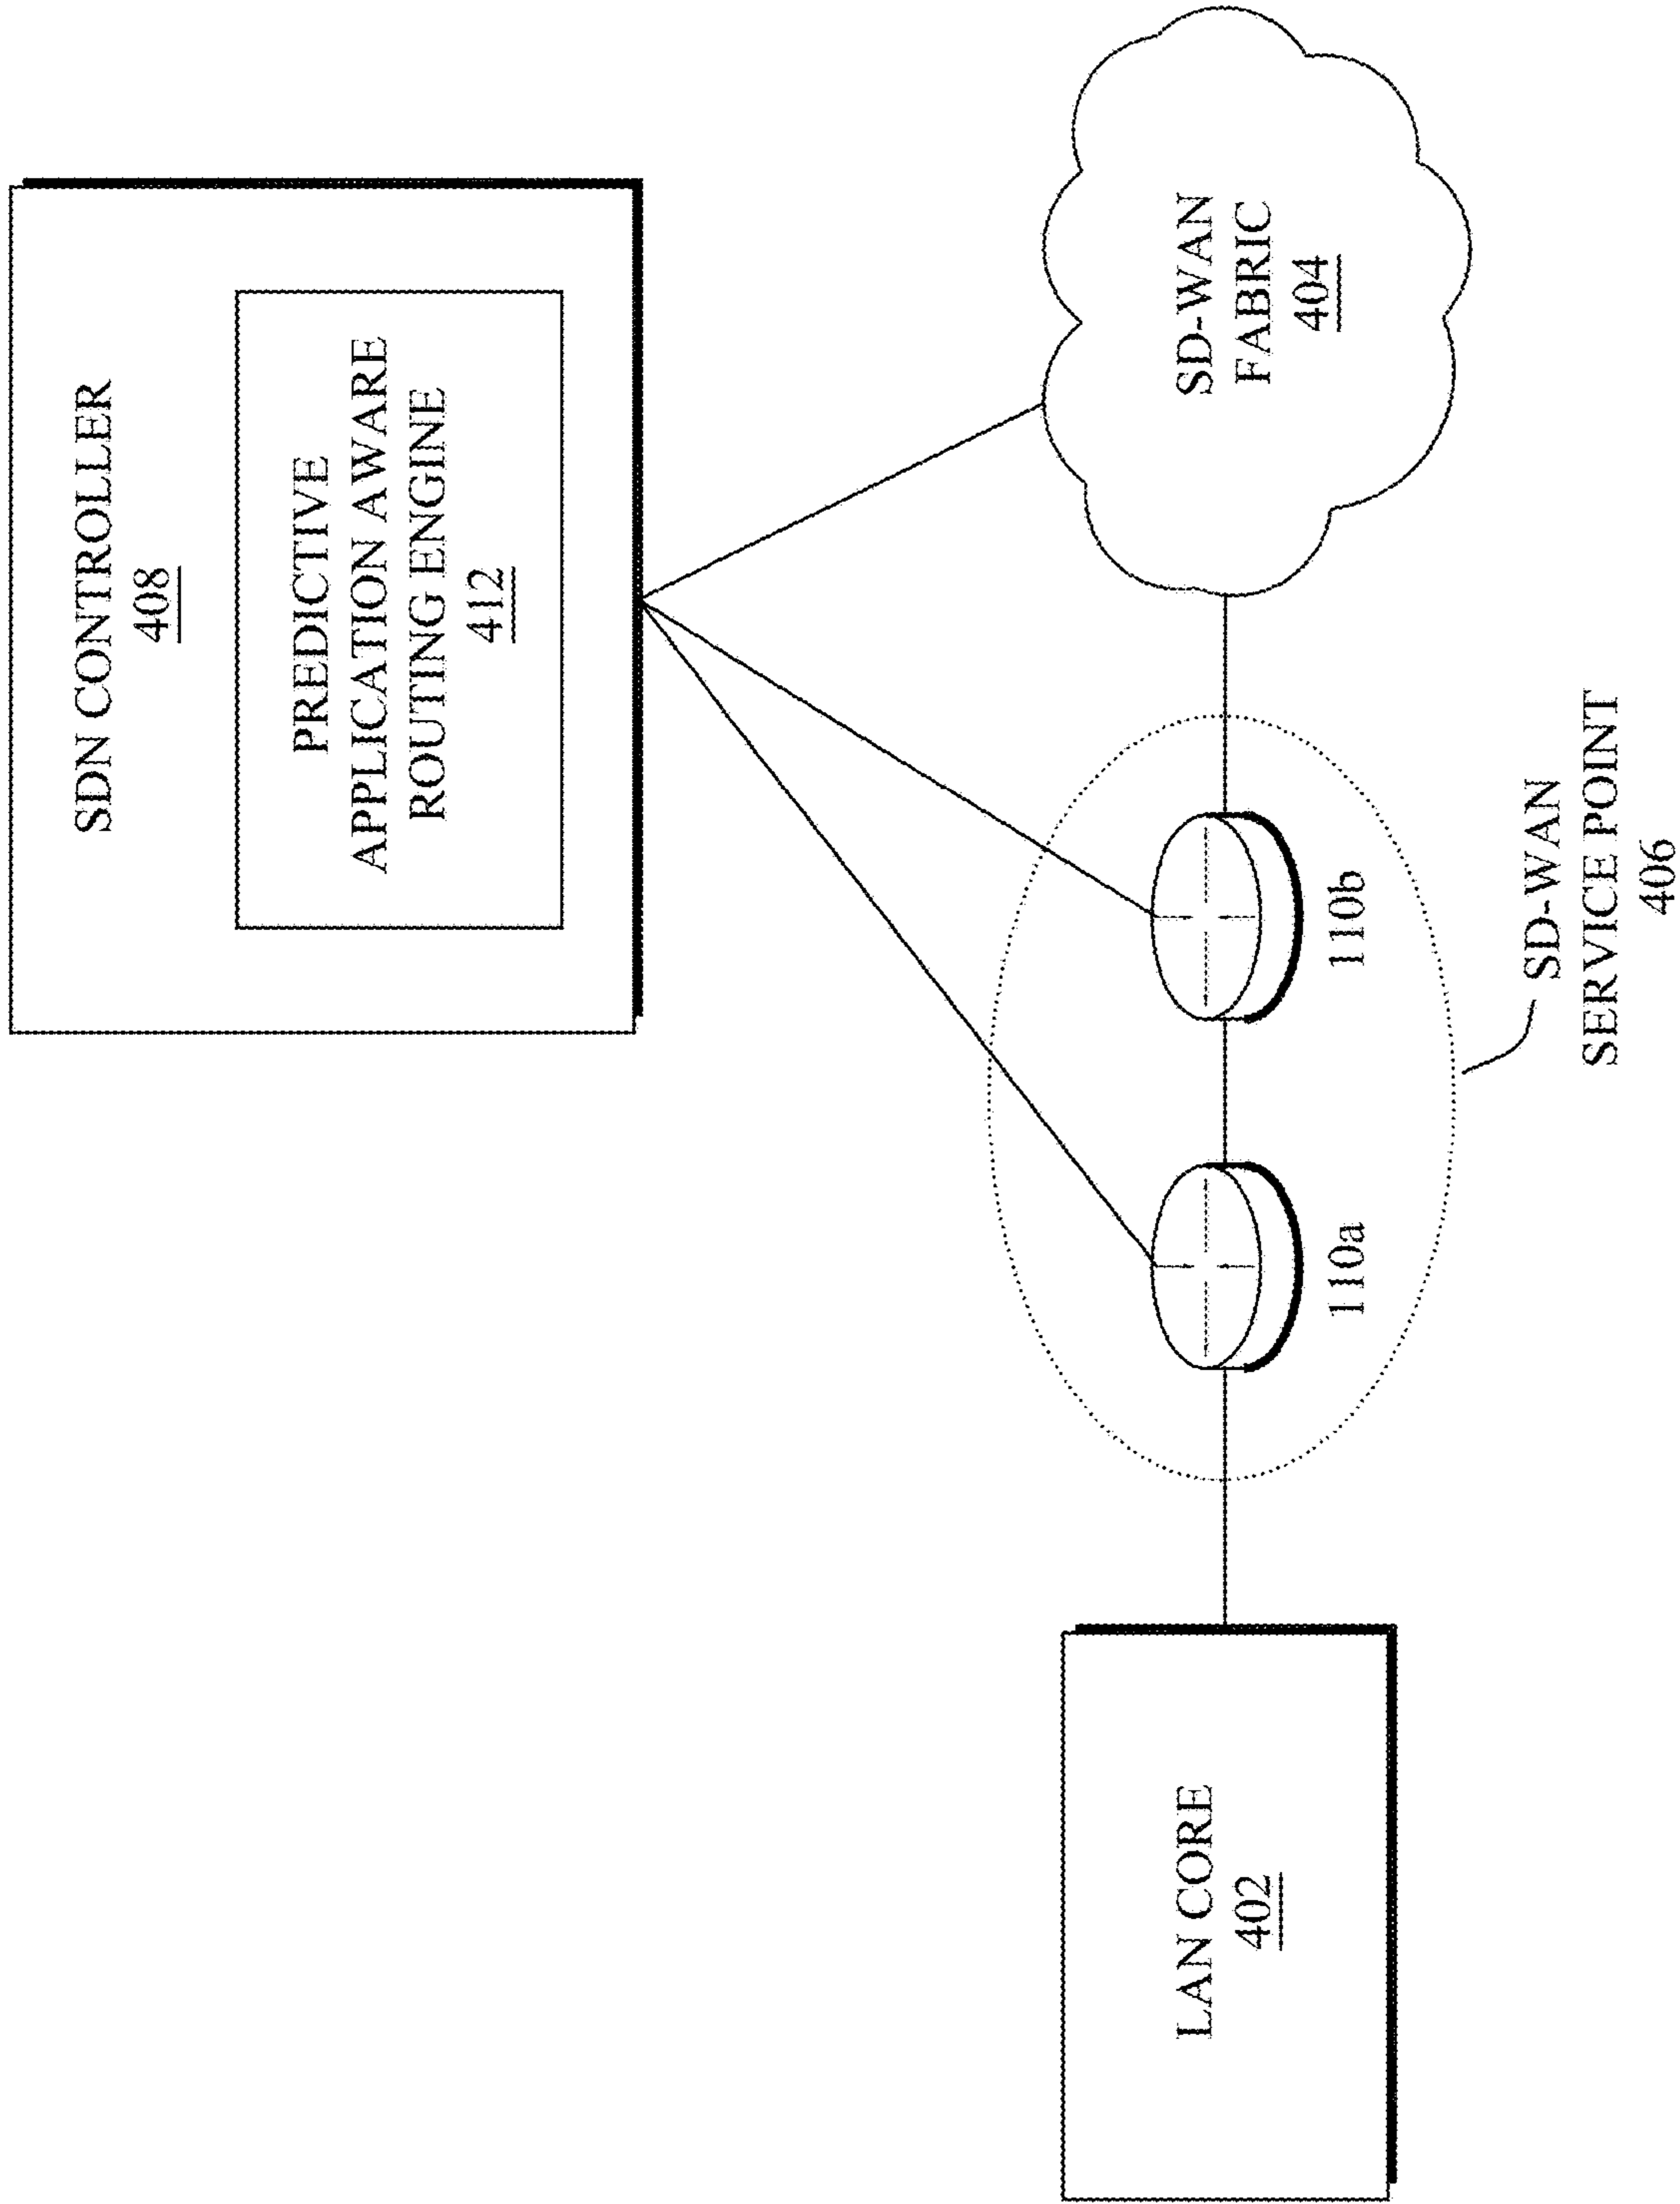 SDN CONTROLLER
408
PREDICTIVE
APPLICATION AWARE
ROUTING ENGINE
412
LAN CORE
402
110a
110b
SD-WAN
FABRIC
404
SD-WAN
SERVICE POINT
406